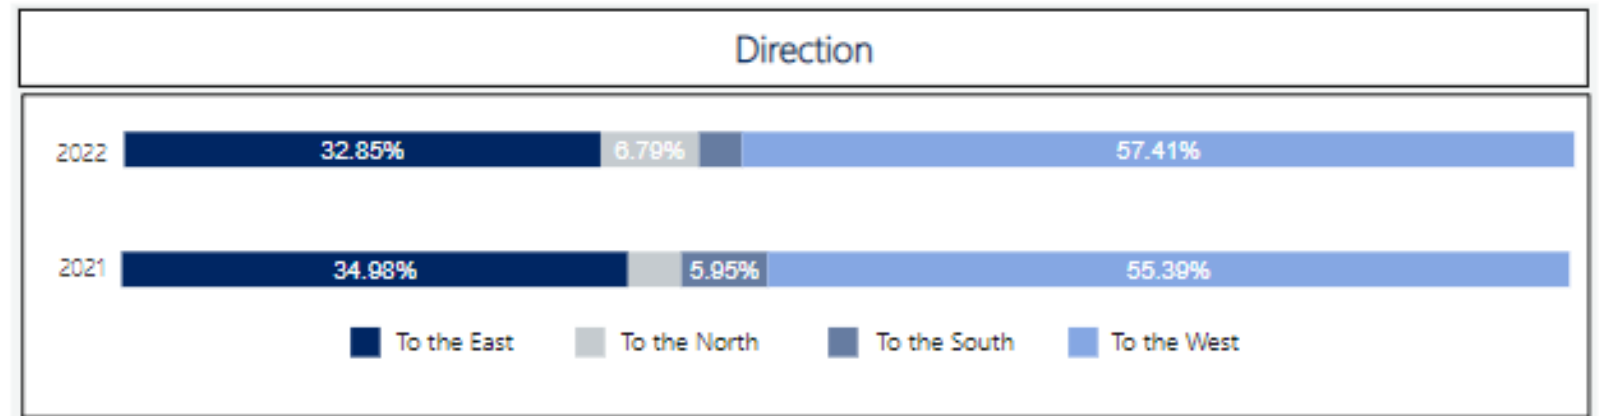 Direction
2022 32.85% 6.79% 57.41%
2021 34.98% 5.95% 55.39%
To the East To the North To the South To the West